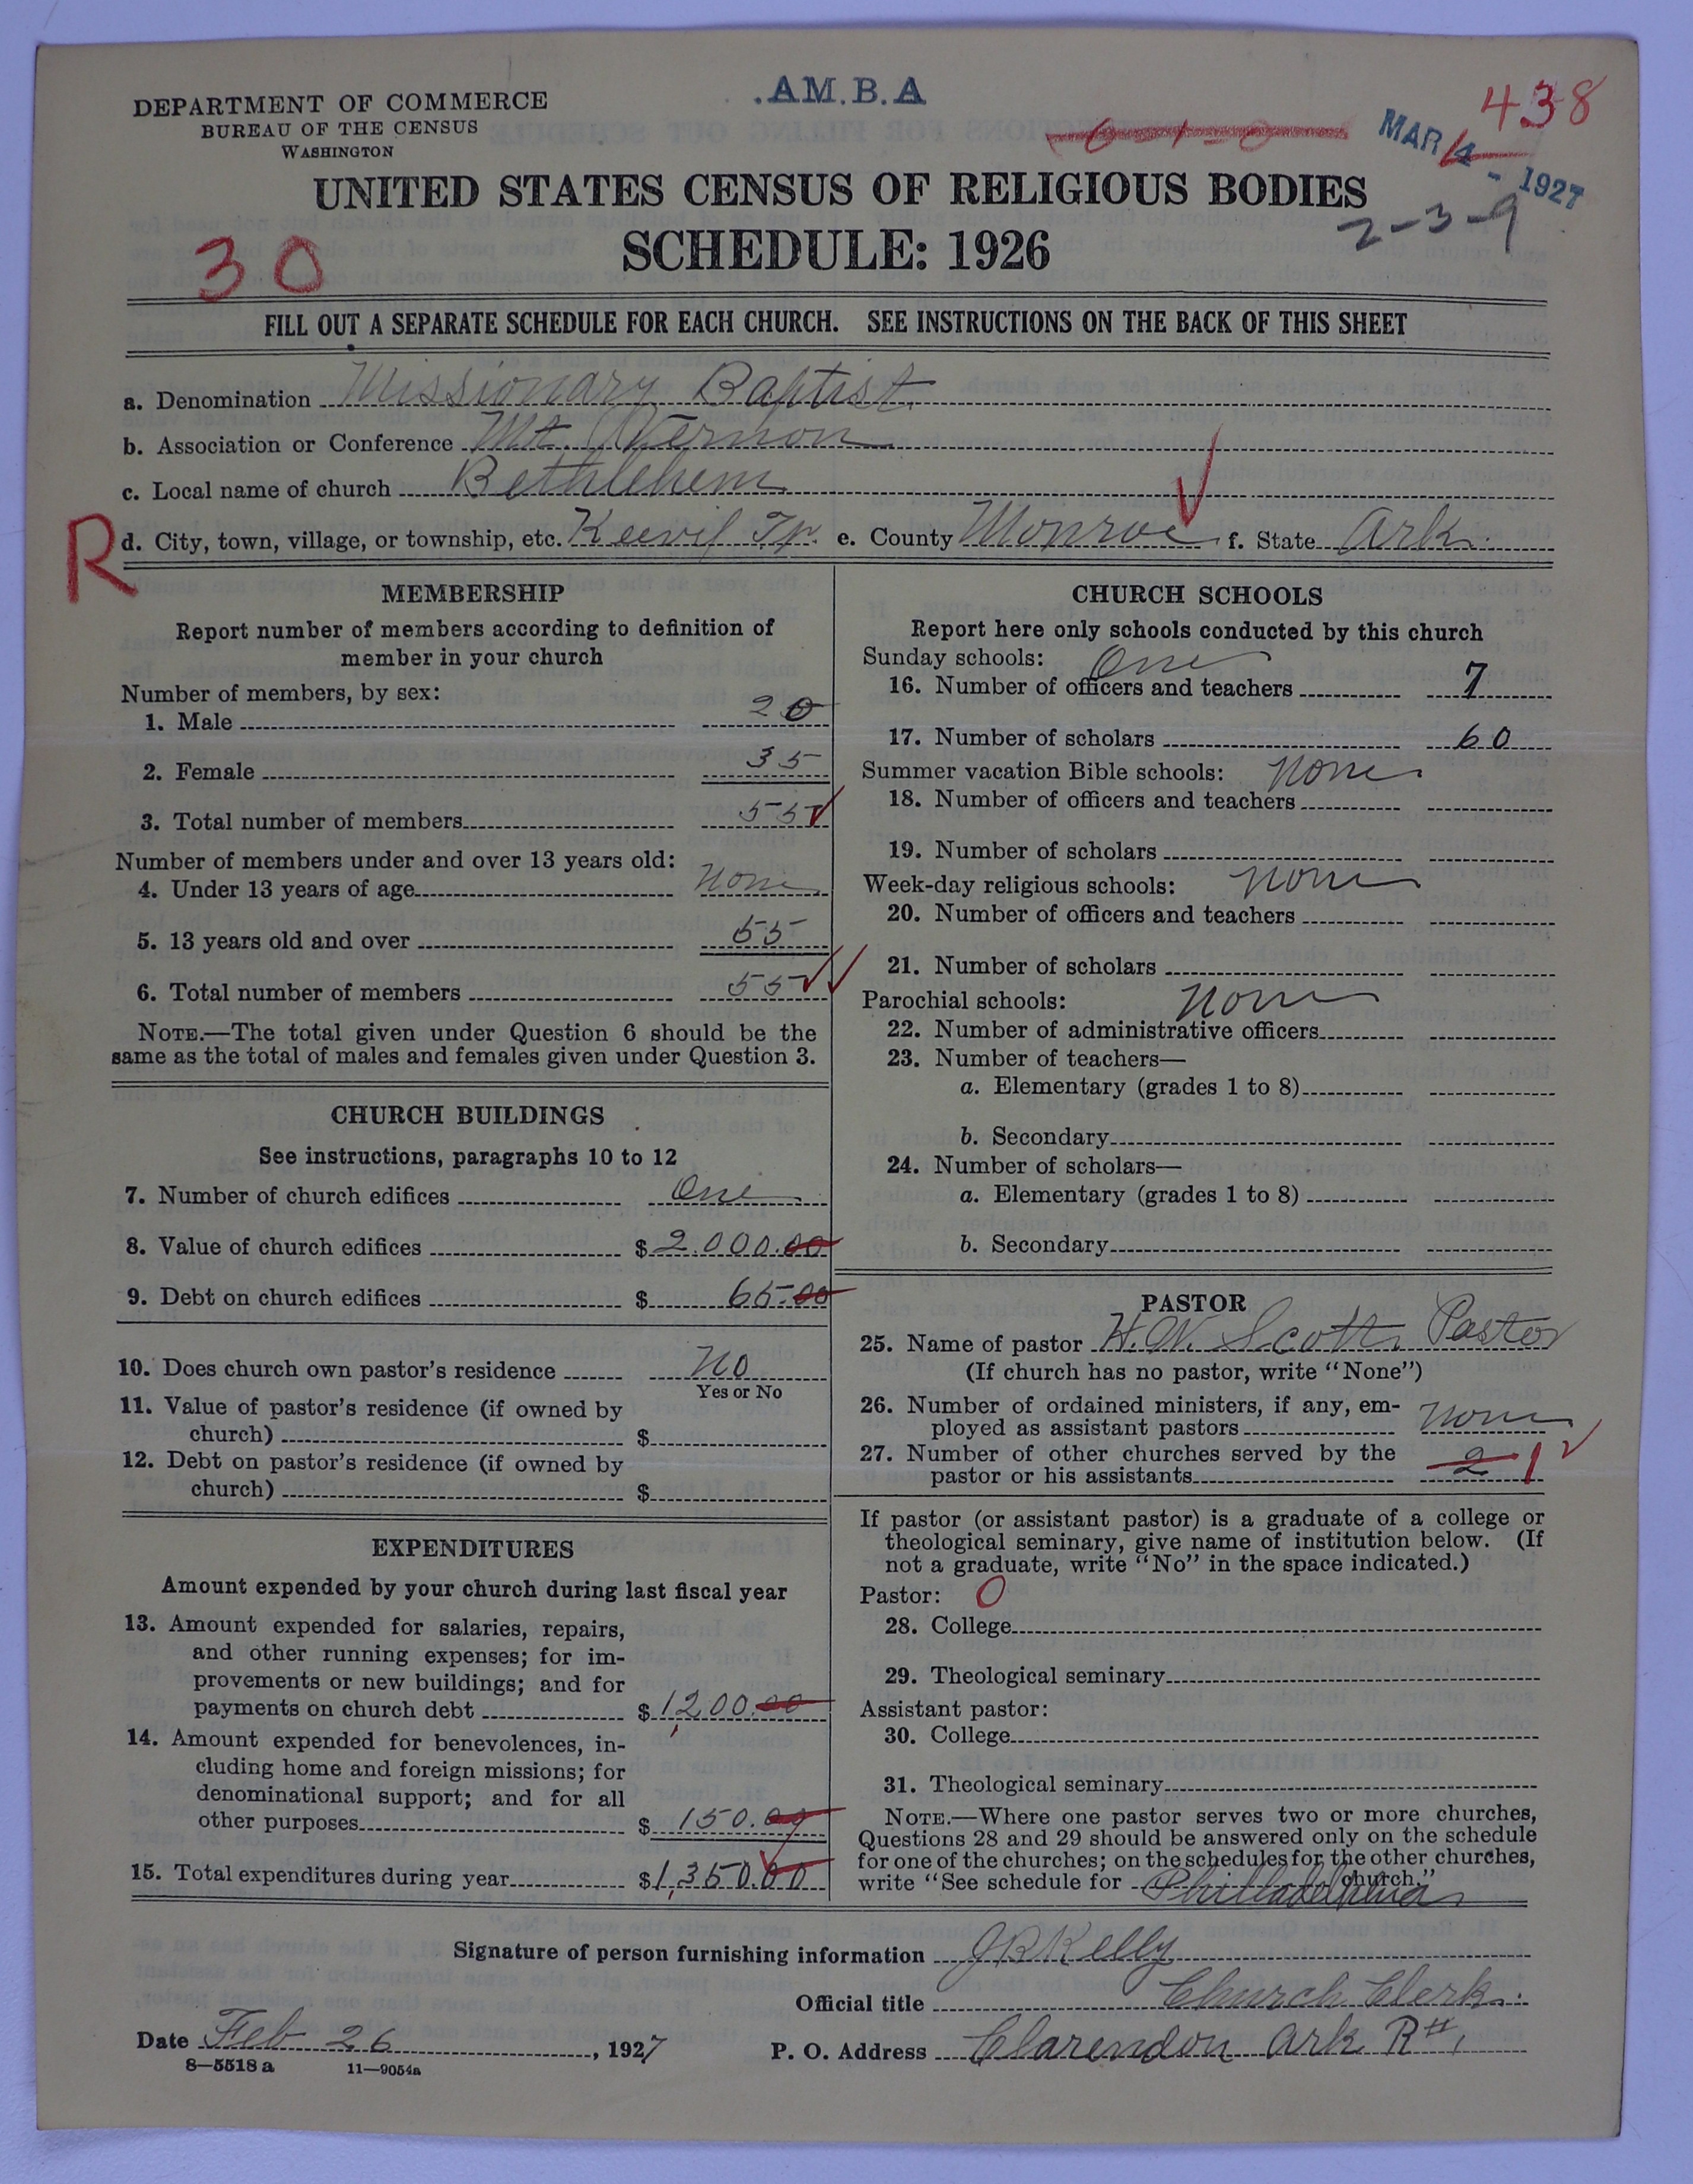 .AM.B.A
DEPARTMENT OF COMMERCE
BUREAU OF THE CENSUS
WASHINGTON
438
6-1-0
MAR 4 - 1927
2-3-9
UNITED STATES CENSUS OF RELIGIOUS BODIES
SCHEDULE: 1926
30
FILL OUT A SEPARATE SCHEDULE FOR EACH CHURCH. SEE INSTRUCTIONS ON THE BACK OF THIS SHEET
a. Denomination Missionary Baptist
b. Association or Conference Mt. Vernon
c. Local name of church Bethlehem
R
d. City, town, village, or township, etc. Keevil Tp. e. County Monroe f. State Ark.
MEMBERSHIP
Report number of members according to definition of
member in your church
Number of members, by sex:
1. Male 20
2. Female 35
3. Total number of members 55
Number of members under and over 13 years old:
4. Under 13 years of age None
5. 13 years old and over 55
6. Total number of members 55
NOTE.—The total given under Question 6 should be the
same as the total of males and females given under Question 3.
CHURCH BUILDINGS
See instructions, paragraphs 10 to 12
7. Number of church edifices One
8. Value of church edifices $2.000.00
9. Debt on church edifices $ 65.00
10. Does church own pastor's residence No
Yes or No
11. Value of pastor's residence (if owned by
church) $
12. Debt on pastor's residence (if owned by
church) $
EXPENDITURES
Amount expended by your church during last fiscal year
13. Amount expended for salaries, repairs,
and other running expenses; for im-
provements or new buildings; and for
payments on church debt $1,200.00
14. Amount expended for benevolences, in-
cluding home and foreign missions; for
denominational support; and for all
other purposes $ 150.00
15. Total expenditures during year $1,350.00
CHURCH SCHOOLS
Report here only schools conducted by this church
Sunday schools: One
16. Number of officers and teachers 7
17. Number of scholars 60
Summer vacation Bible schools: None
18. Number of officers and teachers
19. Number of scholars
Week-day religious schools: None
20. Number of officers and teachers
21. Number of scholars
Parochial schools: None
22. Number of administrative officers
23. Number of teachers—
a. Elementary (grades 1 to 8)
b. Secondary
24. Number of scholars—
a. Elementary (grades 1 to 8)
b. Secondary
PASTOR
25. Name of pastor H.W. Scott, Pastor
(If church has no pastor, write "None")
26. Number of ordained ministers, if any, em-
ployed as assistant pastors None
27. Number of other churches served by the
pastor or his assistants 2 1
If pastor (or assistant pastor) is a graduate of a college or
theological seminary, give name of institution below. (If
not a graduate, write "No" in the space indicated.)
Pastor: 0
28. College
29. Theological seminary
Assistant pastor:
30. College
31. Theological seminary
NOTE.—Where one pastor serves two or more churches,
Questions 28 and 29 should be answered only on the schedule
for one of the churches; on the schedules for the other churches,
write "See schedule for Philladelphia church."
Signature of person furnishing information JB Kelly
Official title Church Clerk.
Date Feb 26, 1927 P. O. Address Clarendon Ark R#1
8—5518 a 11—9054a